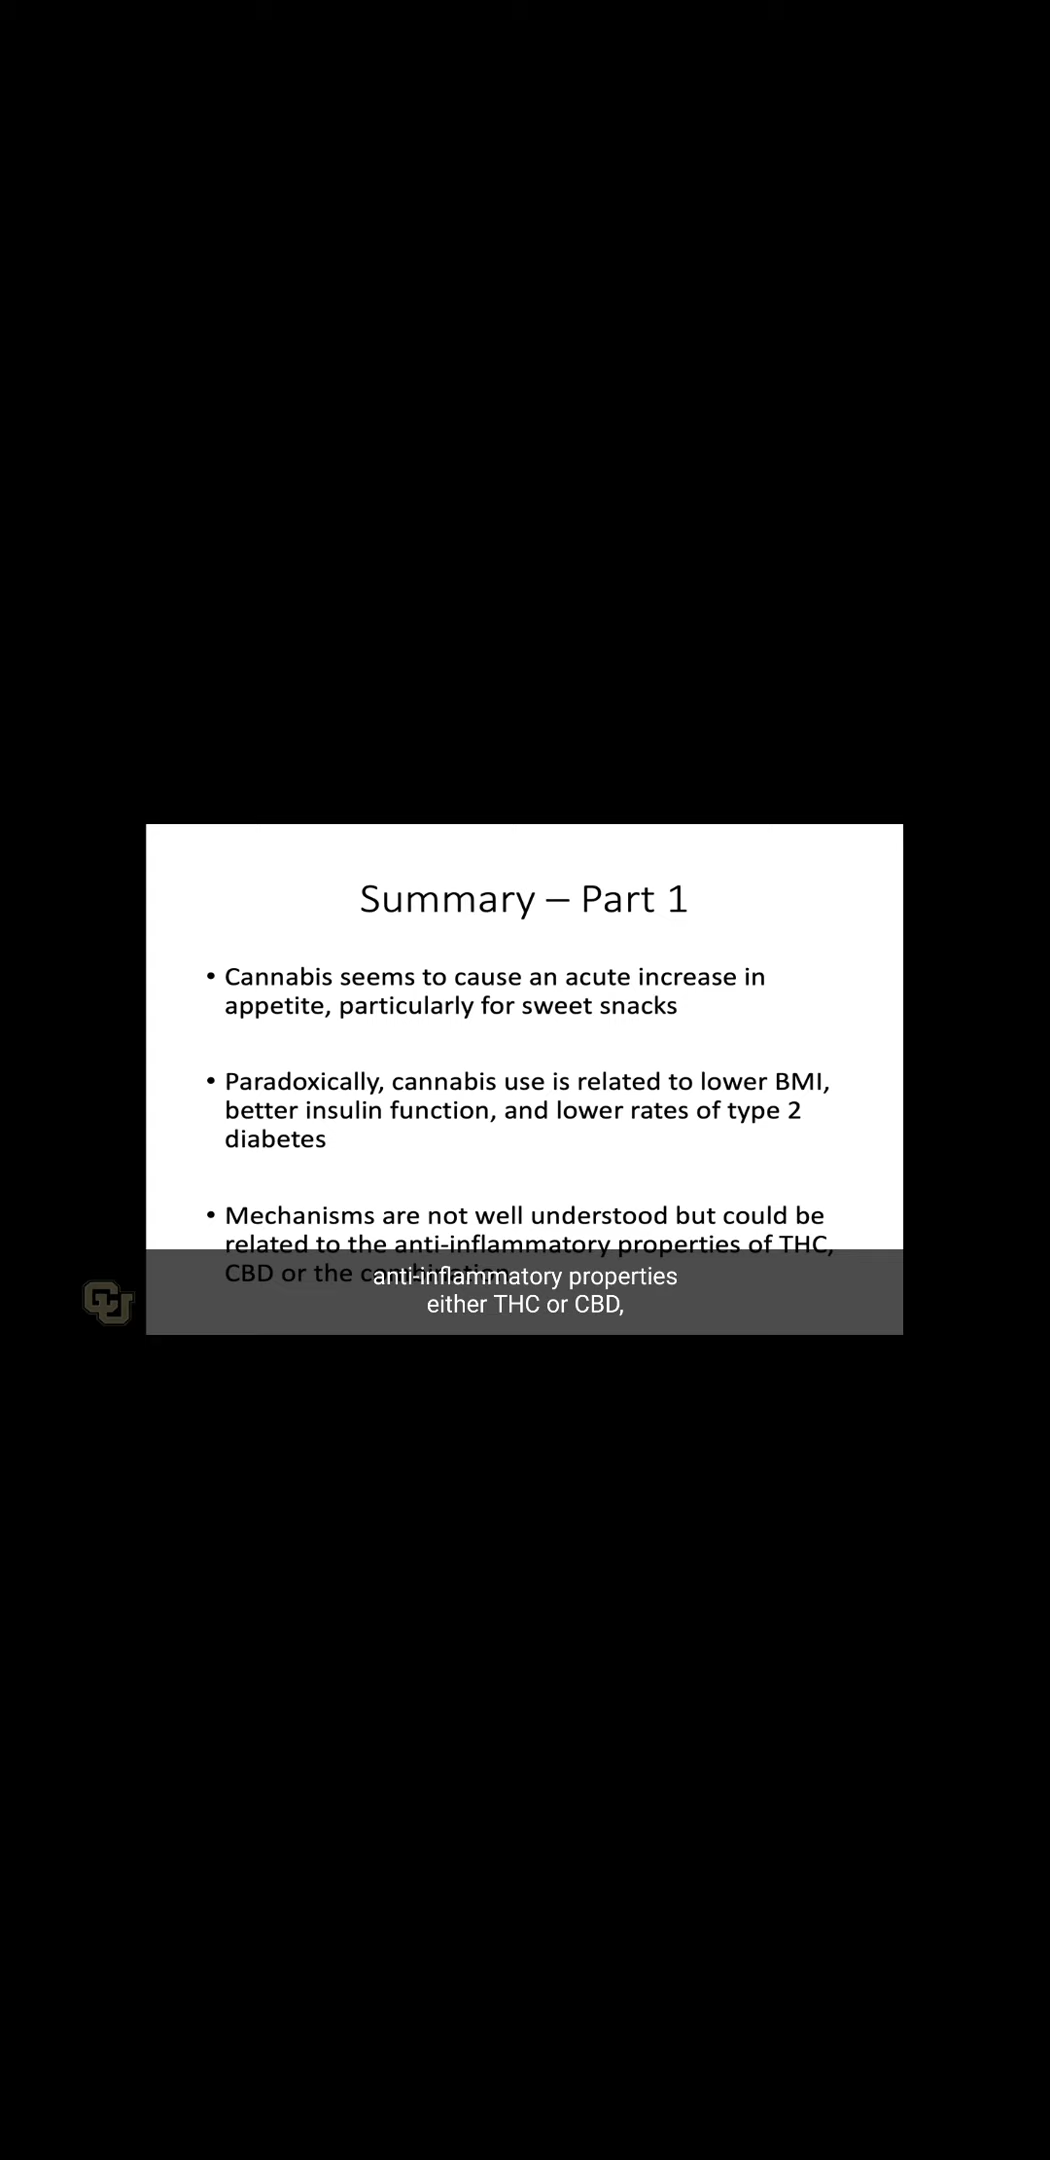 Summary – Part 1
• Cannabis seems to cause an acute increase in
appetite, particularly for sweet snacks
• Paradoxically, cannabis use is related to lower BMI,
better insulin function, and lower rates of type 2
diabetes
• Mechanisms are not well understood but could be
related to the anti-inflammatory properties of THC,
CBD or the combination
anti-inflammatory properties
either THC or CBD,
CU